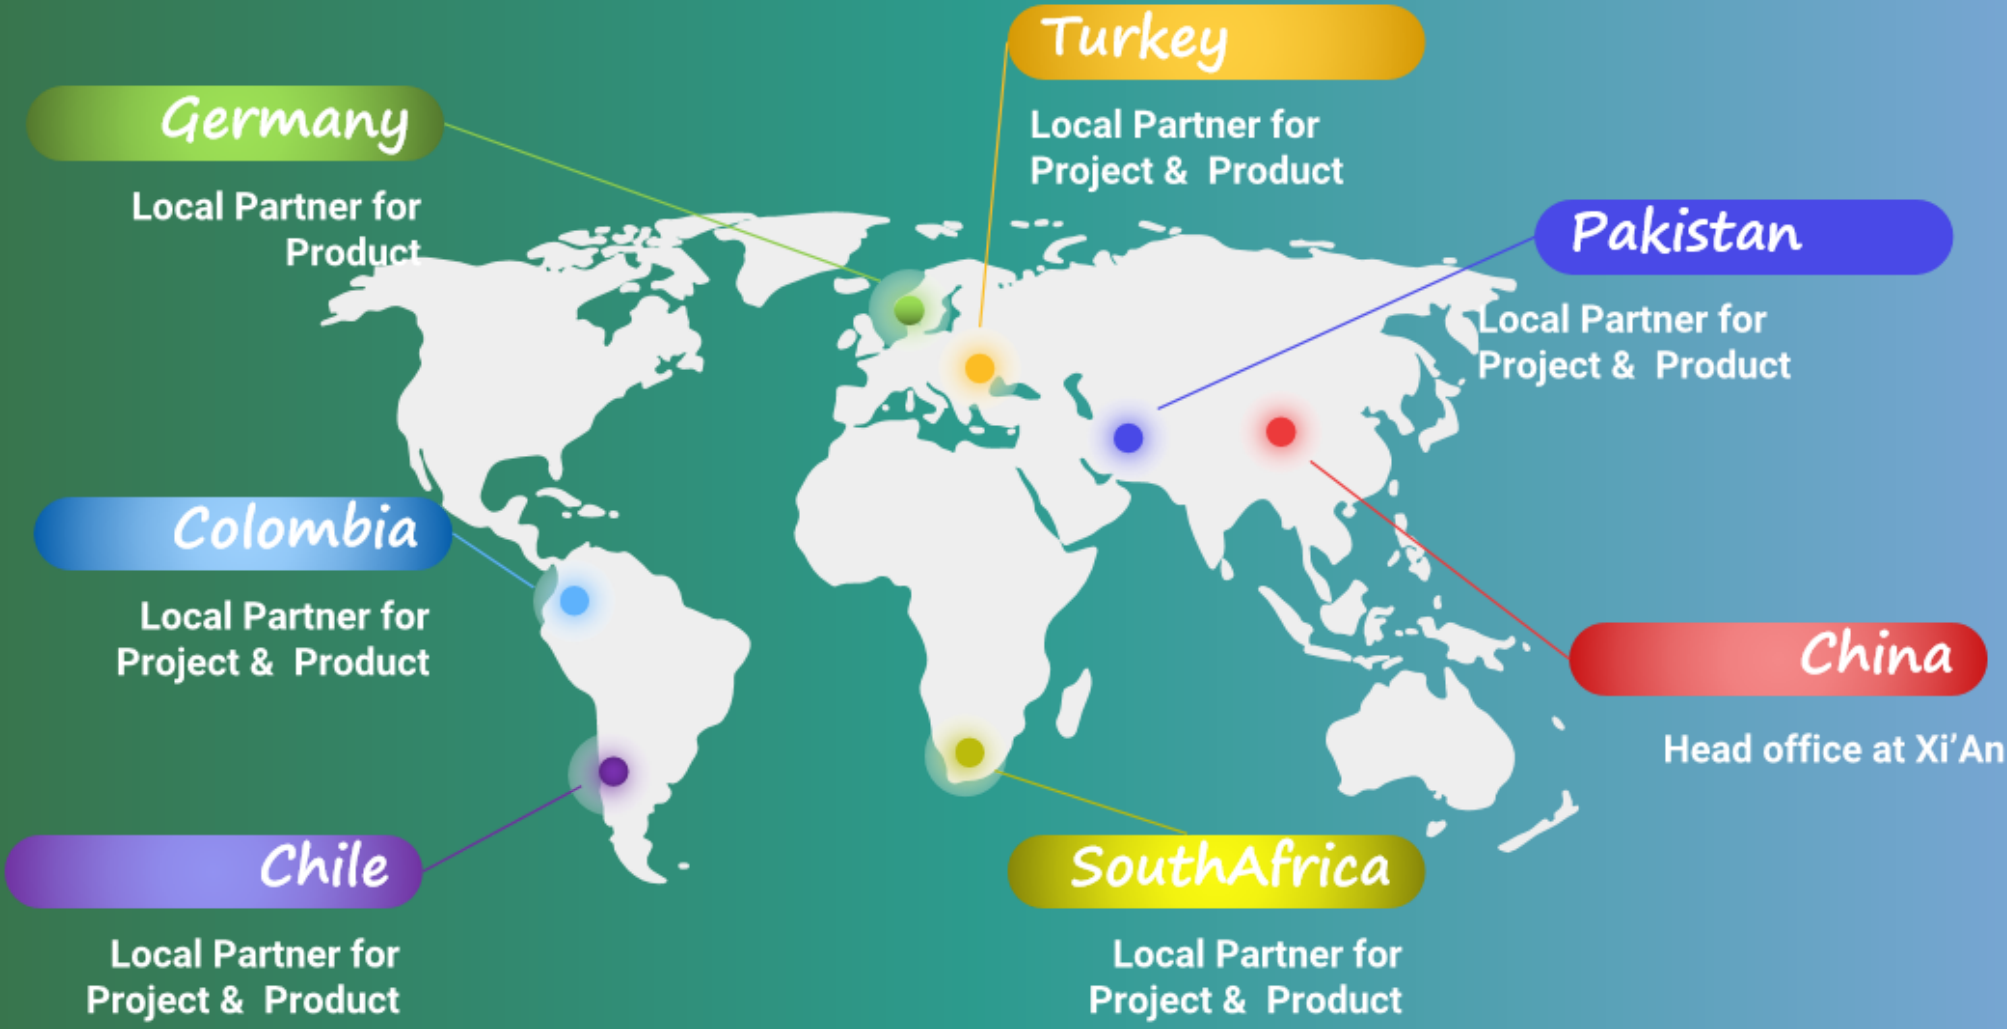 Turkey
Local Partner for
Project & Product
Germany
Local Partner for
Product
Pakistan
Local Partner for
Project & Product
Colombia
Local Partner for
Project & Product
China
Head office at Xi’An
Chile
Local Partner for
Project & Product
SouthAfrica
Local Partner for
Project & Product